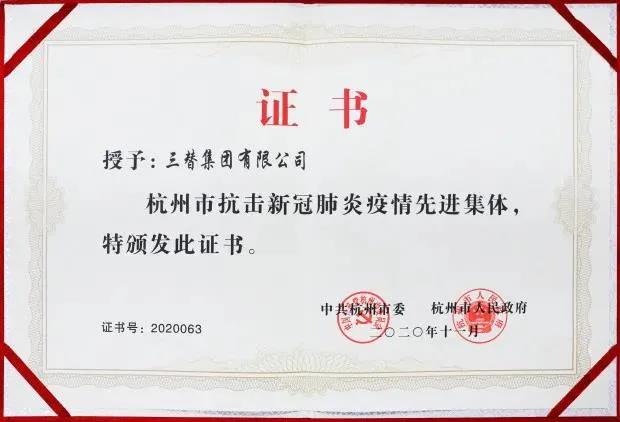 证书
授予：三替集团有限公司
杭州市抗击新冠肺炎疫情先进集体，
特颁发此证书。
中共杭州市委 杭州市人民政府
二〇二〇年十一月
证书号：2020063